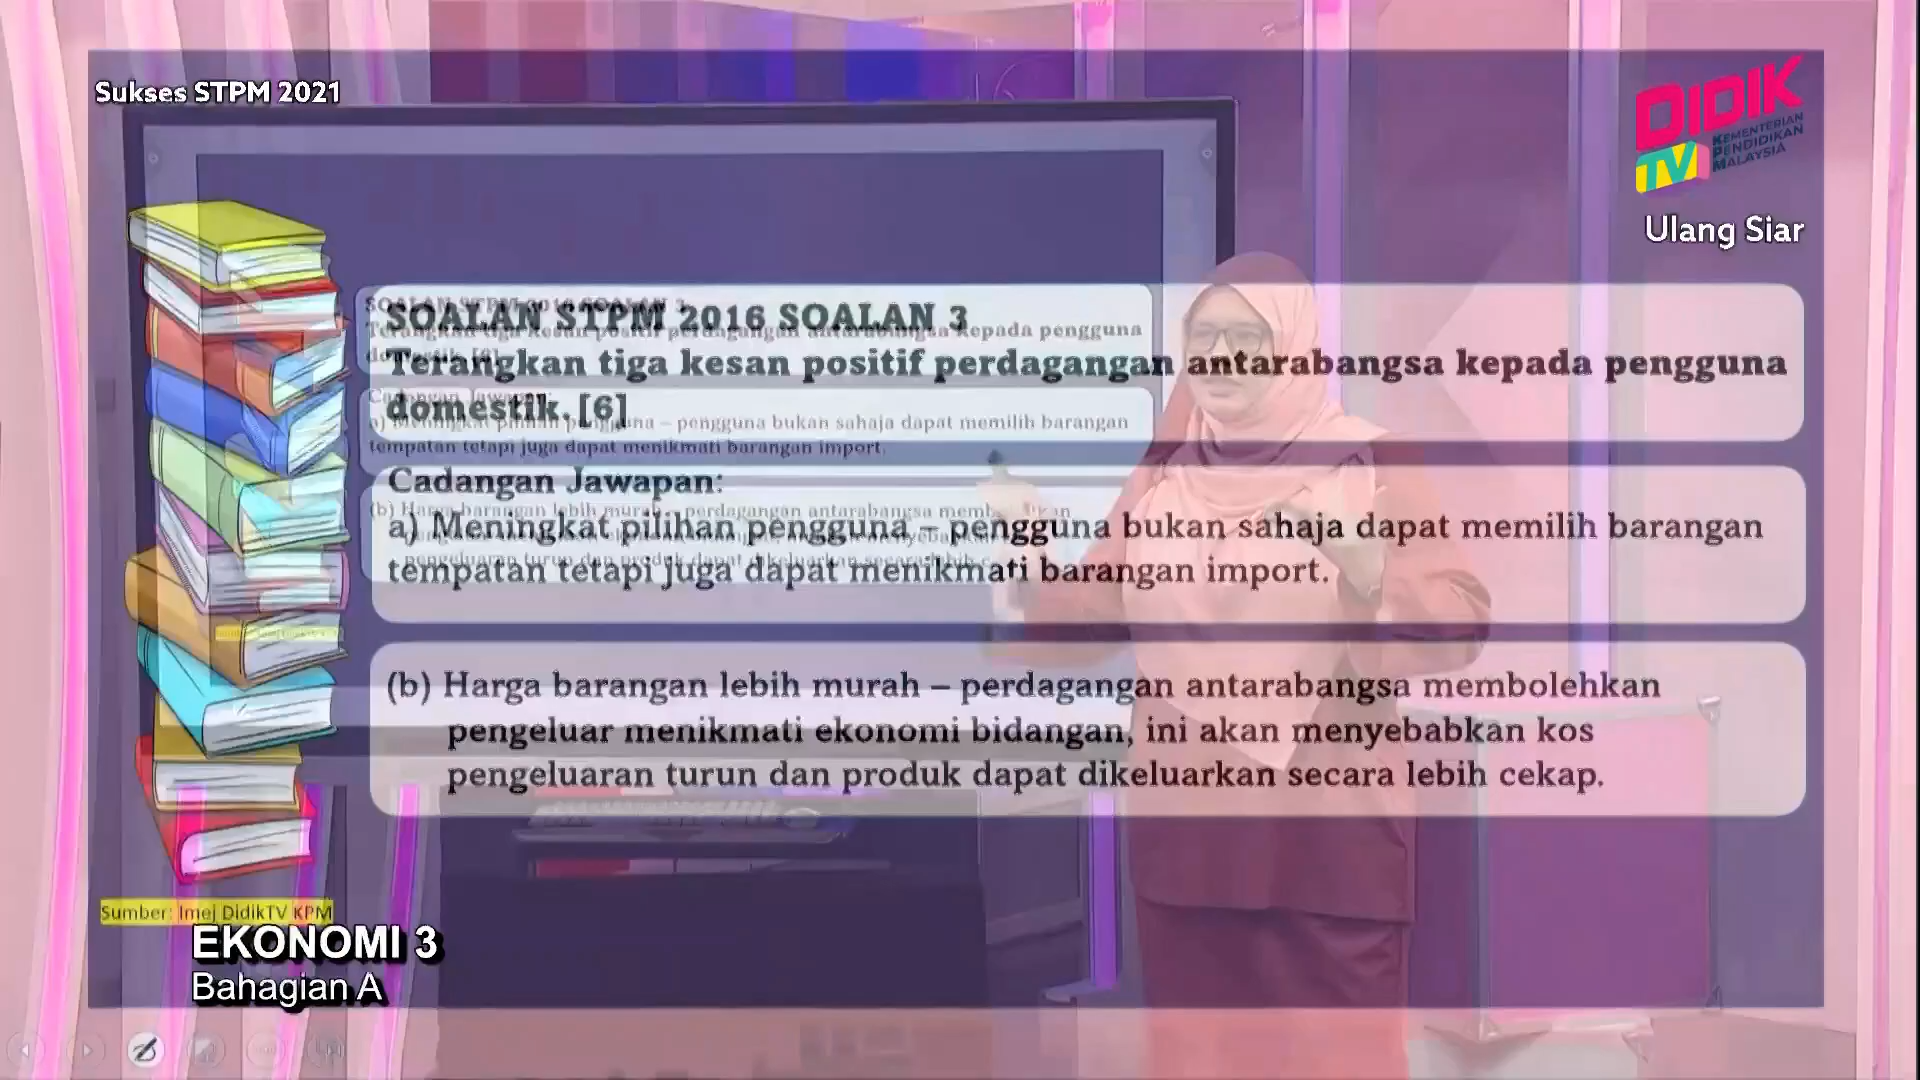 Sukses STPM 2021
DIDIK
TV
KEMENTERIAN
PENDIDIKAN
MALAYSIA
Ulang Siar
SOALAN STPM 2016 SOALAN 3
Terangkan tiga kesan positif perdagangan antarabangsa kepada pengguna
domestik.[6]
Cadangan Jawapan:
a) Meningkat pilihan pengguna – pengguna bukan sahaja dapat memilih barangan
tempatan tetapi juga dapat menikmati barangan import.
(b) Harga barangan lebih murah – perdagangan antarabangsa membolehkan
pengeluar menikmati ekonomi bidangan, ini akan menyebabkan kos
pengeluaran turun dan produk dapat dikeluarkan secara lebih cekap.
Sumber: Imej DidikTV KPM
EKONOMI 3
Bahagian A